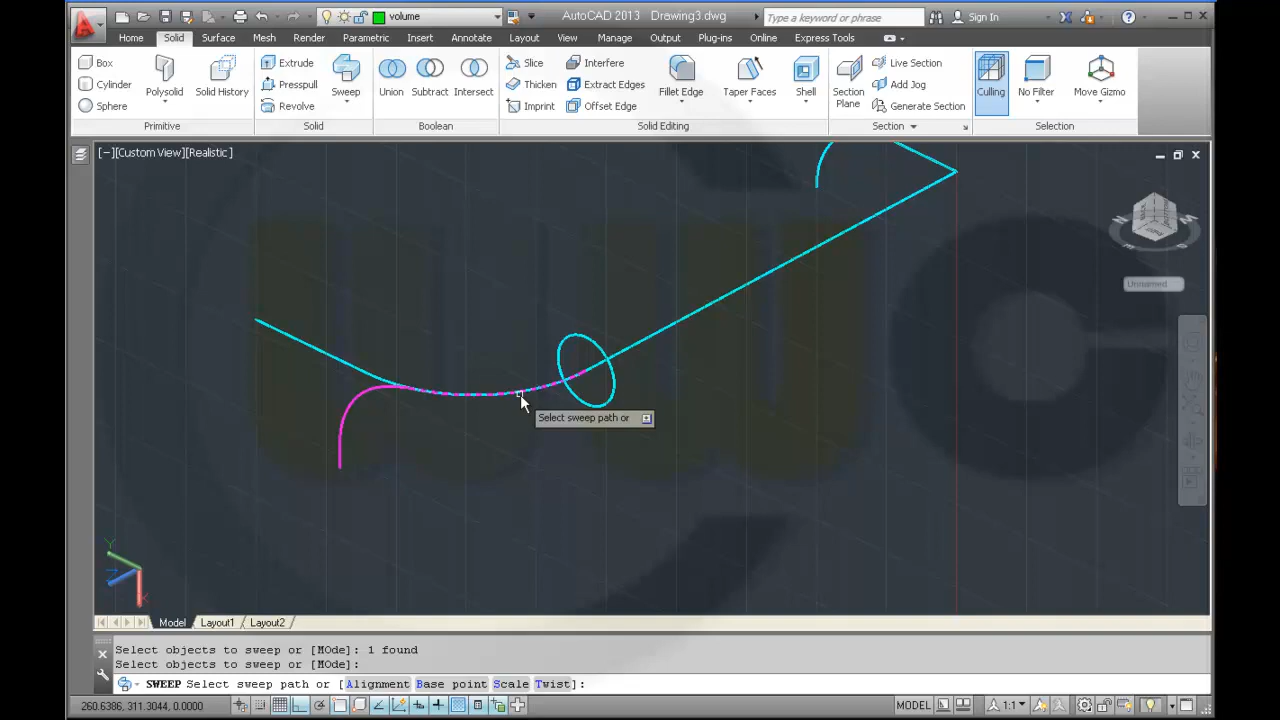 volume
AutoCAD 2013 Drawing3.dwg
Type a keyword or phrase
Sign In
Home Solid Surface Mesh Render Parametric Insert Annotate Layout View Manage Output Plug-ins Online Express Tools
Box
Cylinder
Sphere
Polysolid
Solid History
Primitive
Extrude
Presspull
Revolve
Sweep
Solid
Union
Subtract
Intersect
Boolean
Slice
Thicken
Imprint
Interfere
Extract Edges
Offset Edge
Fillet Edge
Taper Faces
Shell
Solid Editing
Section Plane
Live Section
Add Jog
Generate Section
Section
Culling
No Filter
Move Gizmo
Selection
[−][Custom View][Realistic]
Unnamed
Select sweep path or
Y
Model Layout1 Layout2
Select objects to sweep or [MOde]: 1 found
Select objects to sweep or [MOde]:
SWEEP Select sweep path or [Alignment Base point Scale Twist]:
260.6386, 311.3044, 0.0000
MODEL
1:1